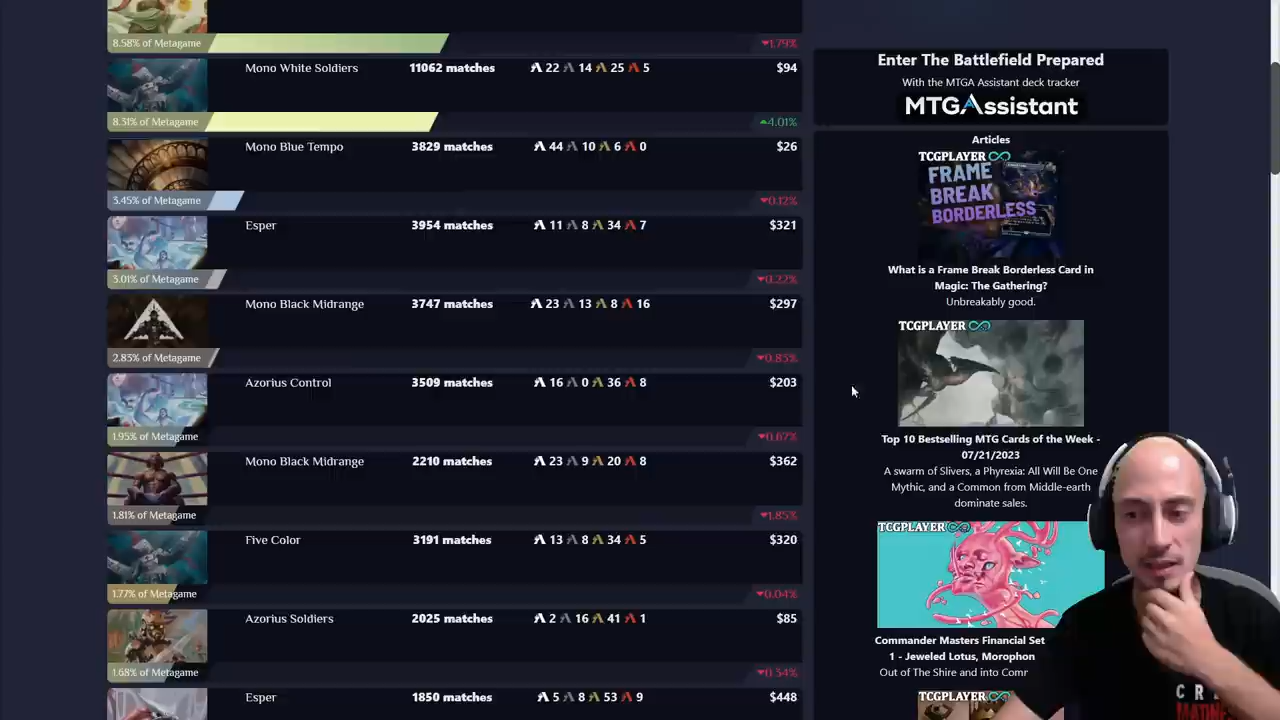 8.58% of Metagame
1.79%
Mono White Soldiers 11062 matches 22 14 25 5 $94
8.31% of Metagame
4.01%
Mono Blue Tempo 3829 matches 44 10 6 0 $26
3.45% of Metagame
0.12%
Esper 3954 matches 11 8 34 7 $321
3.01% of Metagame
0.22%
Mono Black Midrange 3747 matches 23 13 8 16 $297
2.83% of Metagame
0.85%
Azorius Control 3509 matches 16 0 36 8 $203
1.95% of Metagame
0.67%
Mono Black Midrange 2210 matches 23 9 20 8 $362
1.81% of Metagame
1.85%
Five Color 3191 matches 13 8 34 5 $320
1.77% of Metagame
0.04%
Azorius Soldiers 2025 matches 2 16 41 1 $85
1.68% of Metagame
0.34%
Esper 1850 matches 5 8 53 9 $448
Enter The Battlefield Prepared
With the MTGA Assistant deck tracker
MTGAssistant
Articles
TCGPLAYER
FRAME
BREAK
BORDERLESS
What is a Frame Break Borderless Card in
Magic: The Gathering?
Unbreakably good.
TCGPLAYER
Top 10 Bestselling MTG Cards of the Week -
07/21/2023
A swarm of Slivers, a Phyrexia: All Will Be One
Mythic, and a Common from Middle-earth
dominate sales.
TCGPLAYER
Commander Masters Financial Set
1 - Jeweled Lotus, Morophon
Out of The Shire and into Comr
TCGPLAYER